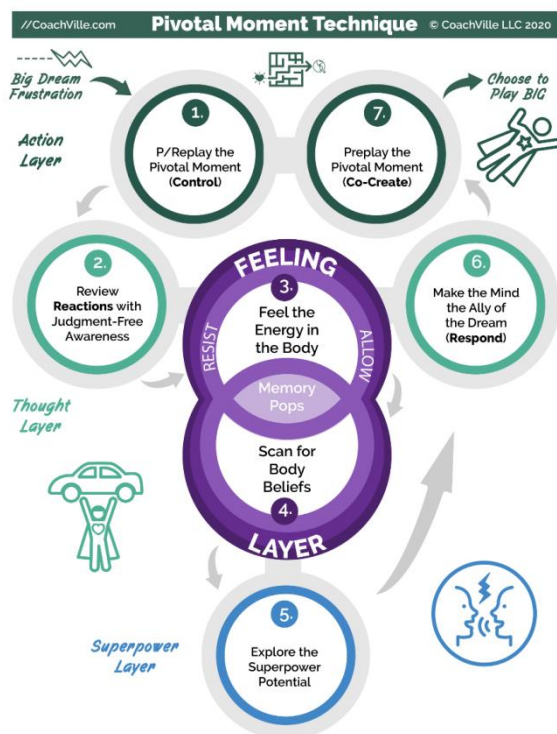 //CoachVille.com Pivotal Moment Technique © CoachVille LLC 2020
Big Dream
Frustration
Choose to
Play BIG
Action
Layer
1.
P/Replay the
Pivotal Moment
(Control)
7.
Preplay the
Pivotal Moment
(Co-Create)
2.
Review
Reactions with
Judgment-Free
Awareness
FEELING
3.
Feel the
Energy in
the Body
RESIST
ALLOW
Memory
Pops
Scan for
Body
Beliefs
4.
LAYER
6.
Make the Mind
the Ally of
the Dream
(Respond)
Thought
Layer
5.
Explore the
Superpower
Potential
Superpower
Layer